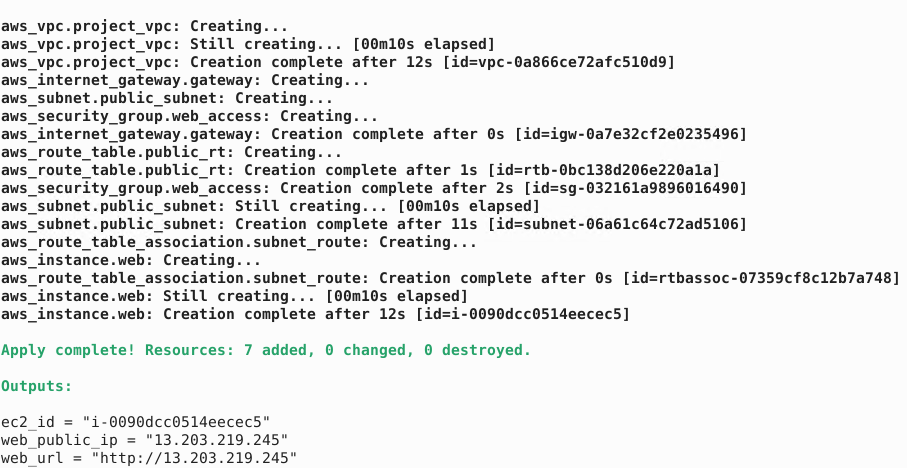 aws_vpc.project_vpc: Creating...
aws_vpc.project_vpc: Still creating... [00m10s elapsed]
aws_vpc.project_vpc: Creation complete after 12s [id=vpc-0a866ce72afc510d9]
aws_internet_gateway.gateway: Creating...
aws_subnet.public_subnet: Creating...
aws_security_group.web_access: Creating...
aws_internet_gateway.gateway: Creation complete after 0s [id=igw-0a7e32cf2e0235496]
aws_route_table.public_rt: Creating...
aws_route_table.public_rt: Creation complete after 1s [id=rtb-0bc138d206e220a1a]
aws_security_group.web_access: Creation complete after 2s [id=sg-032161a9896016490]
aws_subnet.public_subnet: Still creating... [00m10s elapsed]
aws_subnet.public_subnet: Creation complete after 11s [id=subnet-06a61c64c72ad5106]
aws_route_table_association.subnet_route: Creating...
aws_instance.web: Creating...
aws_route_table_association.subnet_route: Creation complete after 0s [id=rtbassoc-07359cf8c12b7a748]
aws_instance.web: Still creating... [00m10s elapsed]
aws_instance.web: Creation complete after 12s [id=i-0090dcc0514eecec5]
Apply complete! Resources: 7 added, 0 changed, 0 destroyed.
Outputs:
ec2_id = "i-0090dcc0514eecec5"
web_public_ip = "13.203.219.245"
web_url = "http://13.203.219.245"